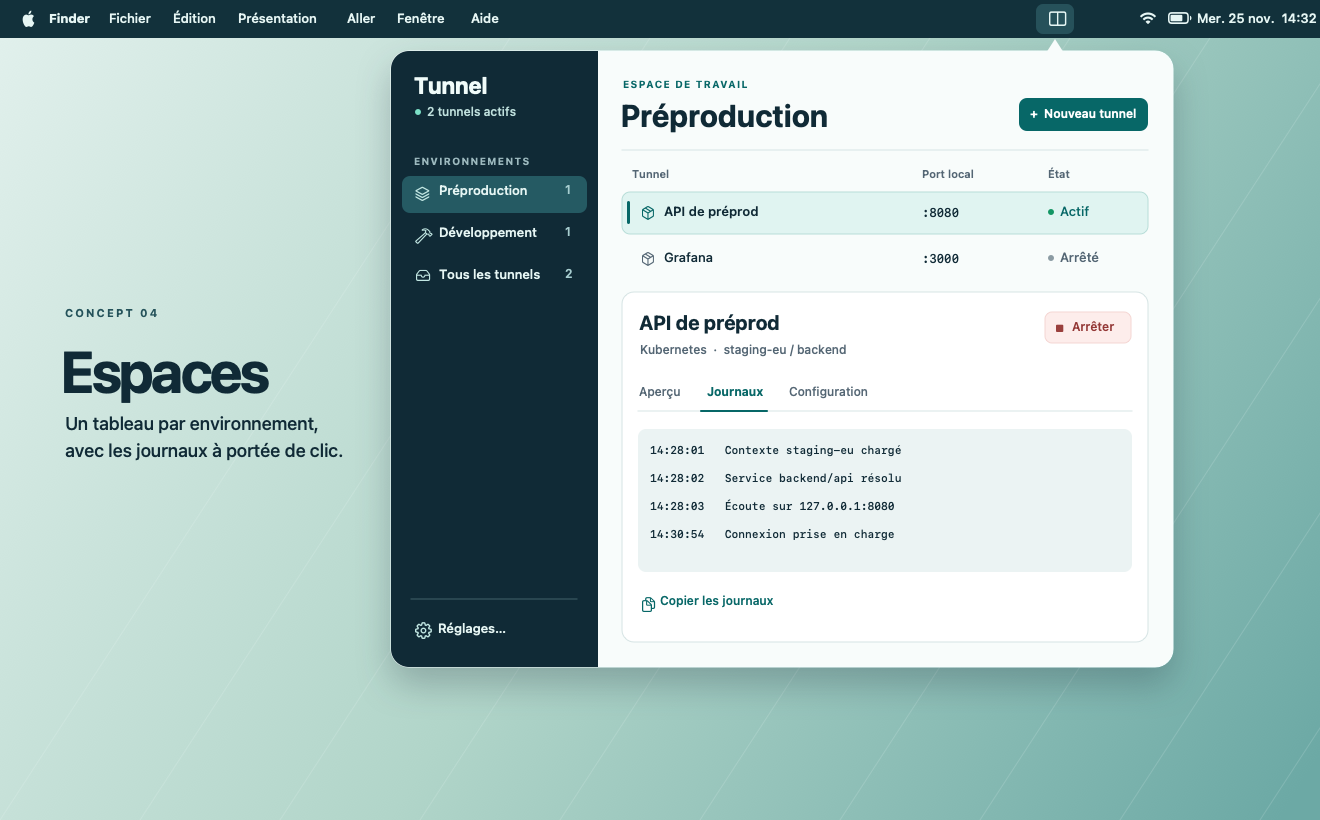 Finder Fichier Édition Présentation Aller Fenêtre Aide Mer. 25 nov. 14:32
Tunnel
2 tunnels actifs
ENVIRONNEMENTS
Préproduction 1
Développement 1
Tous les tunnels 2
Réglages...
ESPACE DE TRAVAIL
Préproduction
+ Nouveau tunnel
Tunnel Port local État
API de préprod :8080 Actif
Grafana :3000 Arrêté
API de préprod
Arrêter
Kubernetes · staging-eu / backend
Aperçu Journaux Configuration
14:28:01 Contexte staging-eu chargé
14:28:02 Service backend/api résolu
14:28:03 Écoute sur 127.0.0.1:8080
14:30:54 Connexion prise en charge
Copier les journaux
CONCEPT 04
Espaces
Un tableau par environnement,
avec les journaux à portée de clic.